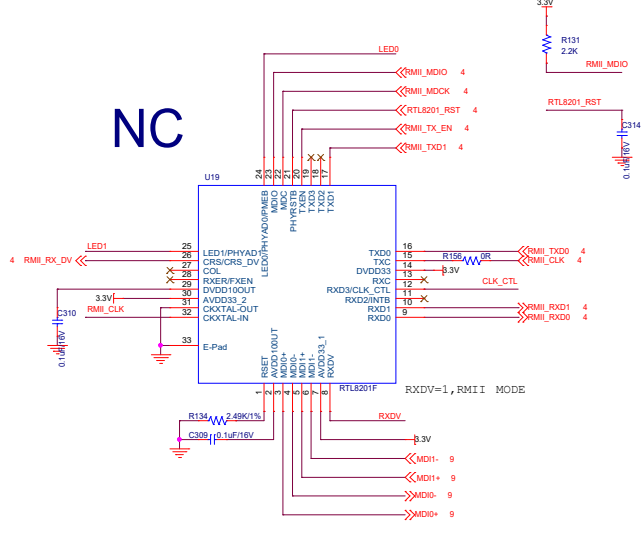 3.3V
R131
2.2K
RMII_MDIO
RTL8201_RST
C314
0.1uF/16V
NC
LED0
RMII_MDIO 4
RMII_MDCK 4
RTL8201_RST 4
RMII_TX_EN 4
RMII_TXD1 4
U19
24 23 22 21 20 19 18 17
LED0/PHYAD0/PMEB
MDIO
MDC
PHYRSTB
TXEN
TXD3
TXD2
TXD1
LED1
4 RMII_RX_DV
3.3V
RMII_CLK
C310
0.1uF/16V
25 LED1/PHYAD1
26 CRS/CRS_DV
27 COL
28 RXER/FXEN
29 DVDD10OUT
30 AVDD33_2
31 CKXTAL-OUT
32 CKXTAL-IN
33 E-Pad
TXD0 16
TXC 15
DVDD33 14
RXC 13
RXD3/CLK_CTL 12
RXD2/INTB 11
RXD1 10
RXD0 9
RMII_TXD0 4
R156 0R RMII_CLK 4
3.3V
CLK_CTL
RMII_RXD1 4
RMII_RXD0 4
RSET
AVDD10OUT
MDI0+
MDI0-
MDI1+
MDI1-
AVDD33_1
RXDV
1 2 3 4 5 6 7 8
RTL8201F
RXDV=1,RMII MODE
R134 2.49K/1%
C309 0.1uF/16V
RXDV
3.3V
MDI1- 9
MDI1+ 9
MDI0- 9
MDI0+ 9